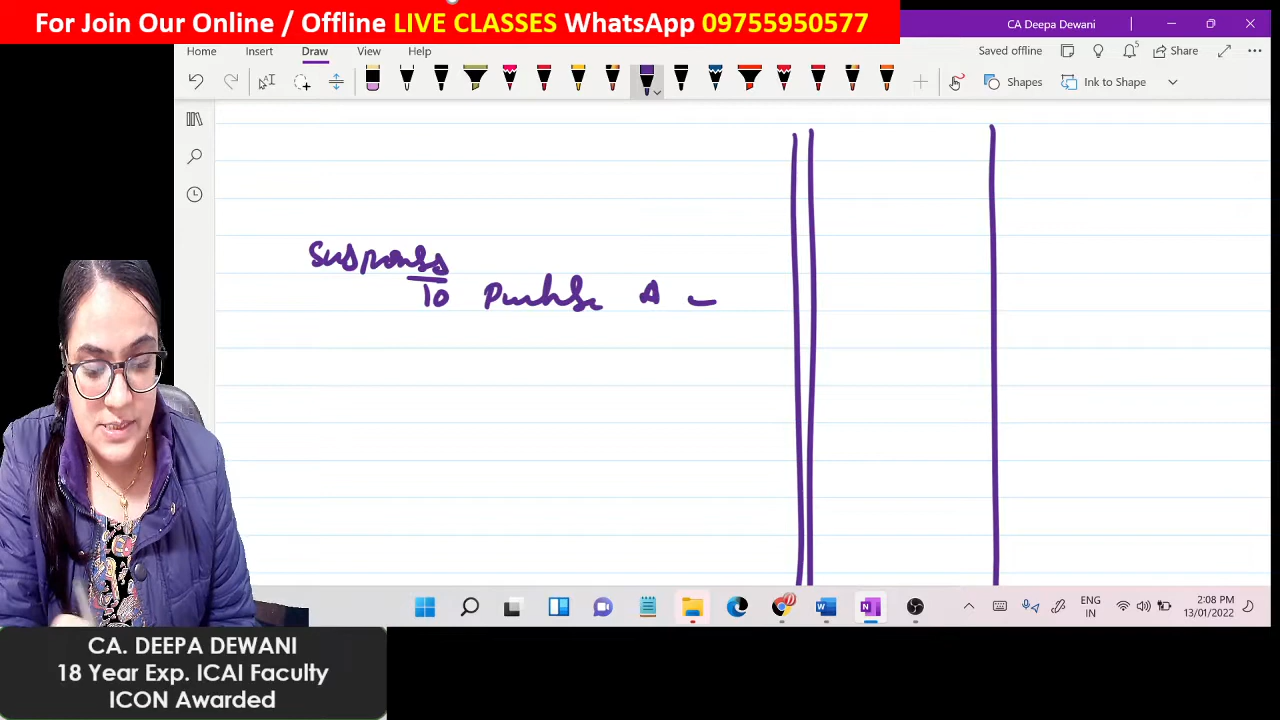 For Join Our Online / Offline LIVE CLASSES WhatsApp 09755950577
CA Deepa Dewani
Home Insert Draw View Help
Saved offline Share
Shapes Ink to Shape
Suspense
To Purchase A
ENG
IN
2:08 PM
13/01/2022
CA. DEEPA DEWANI
18 Year Exp. ICAI Faculty
ICON Awarded